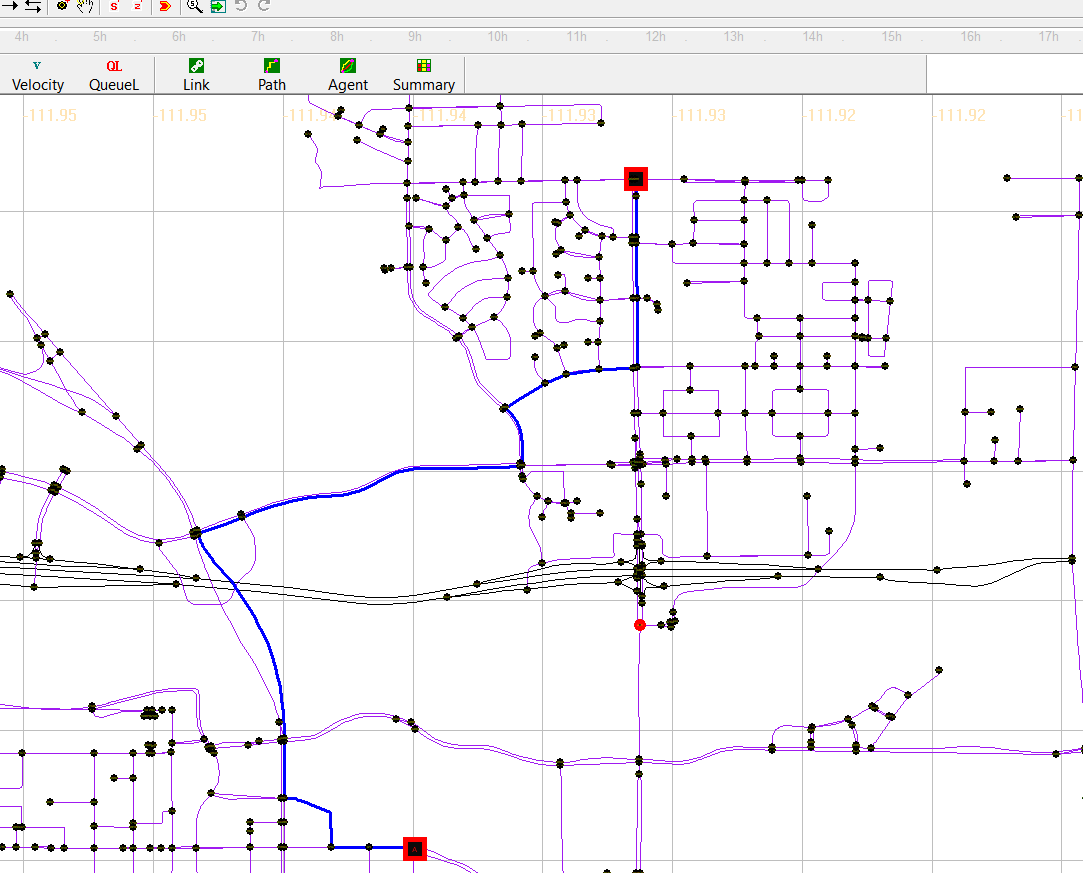 4h 5h 6h 7h 8h 9h 10h 11h 12h 13h 14h 15h 16h 17h
v QL
Velocity QueueL Link Path Agent Summary
-111.95 -111.95 -111.94 -111.94 -111.93 -111.93 -111.92 -111.92
A